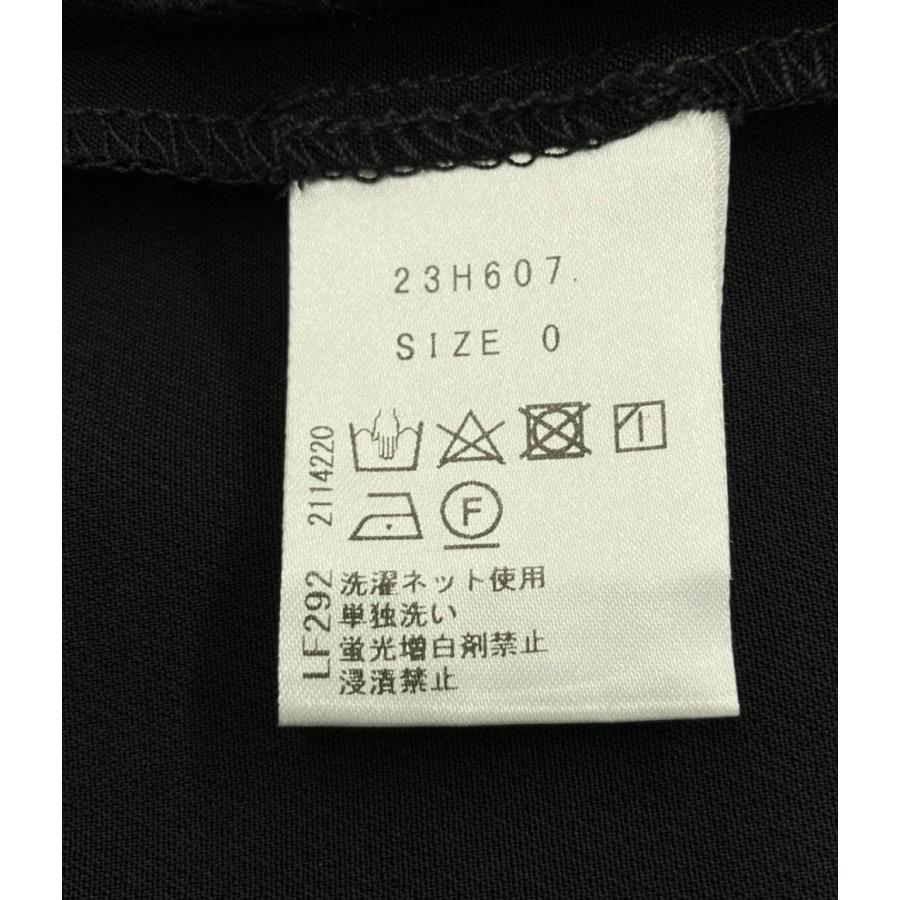 23H607.
SIZE 0
F
LF292 2114220
洗濯ネット使用
単独洗い
蛍光増白剤禁止
浸漬禁止